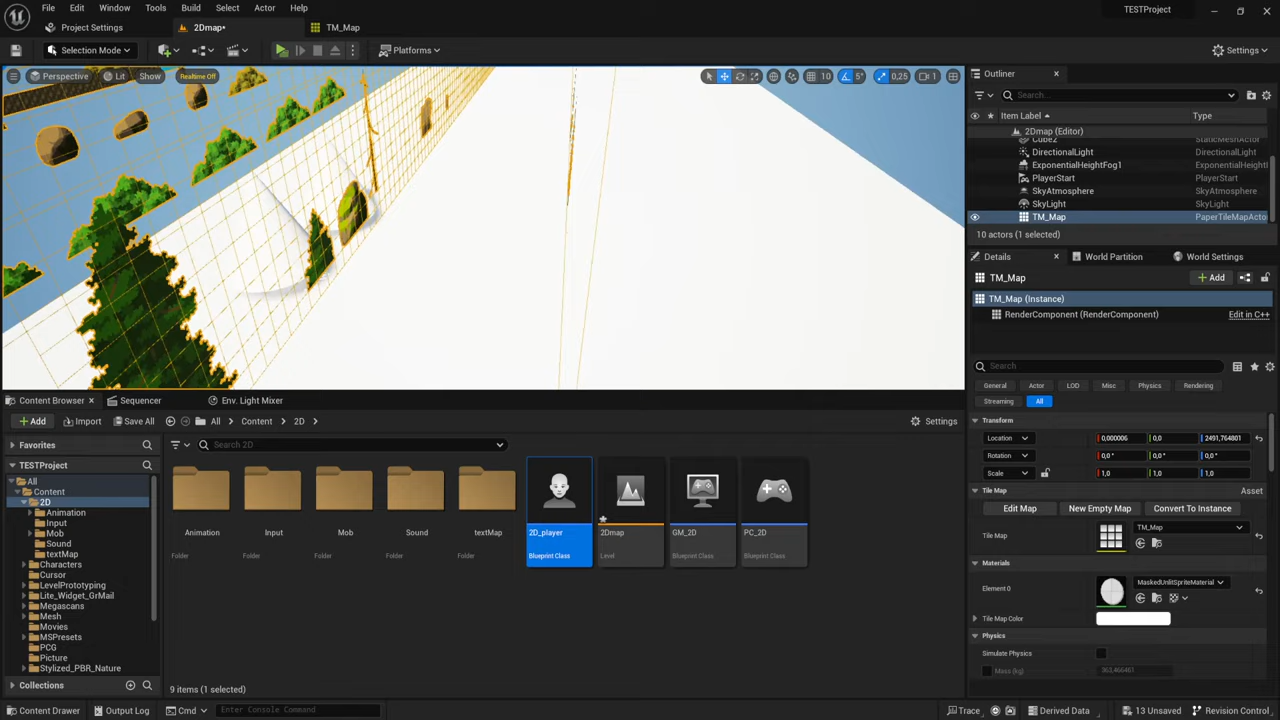 File Edit Window Tools Build Select Actor Help
TESTProject
Project Settings 2Dmap• TM_Map
Selection Mode Platforms Settings
Perspective Lit Show Realtime Off 10 5° 0,25 1
Outliner
Search...
Item Label Type
2Dmap (Editor)
Cube2 StaticMeshActor
DirectionalLight DirectionalLight
ExponentialHeightFog1 ExponentialHeightF
PlayerStart PlayerStart
SkyAtmosphere SkyAtmosphere
SkyLight SkyLight
TM_Map PaperTileMapActo
10 actors (1 selected)
Details World Partition World Settings
TM_Map Add
TM_Map (Instance)
RenderComponent (RenderComponent) Edit in C++
Search
General Actor LOD Misc Physics Rendering
Streaming All
Transform
Location 0,000006 0,0 2491,764801
Rotation 0,0 ° 0,0 ° 0,0 °
Scale 1,0 1,0 1,0
Tile Map Asset
Edit Map New Empty Map Convert To Instance
Tile Map TM_Map
Materials
Element 0 MaskedUnlitSpriteMaterial
Tile Map Color
Physics
Simulate Physics
Mass (kg) 363,466461
Content Browser Sequencer Env. Light Mixer
Add Import Save All All Content 2D Settings
Favorites
Search 2D
TESTProject
All
Content
2D
Animation
Input
Mob
Sound
textMap
Characters
Cursor
LevelPrototyping
Lite_Widget_GrMail
Megascans
Mesh
Movies
MSPresets
PCG
Picture
Stylized_PBR_Nature
Collections
Animation Input Mob Sound textMap 2D_player 2Dmap GM_2D PC_2D
Folder Folder Folder Folder Folder Blueprint Class Level Blueprint Class Blueprint Class
9 items (1 selected)
Content Drawer Output Log Cmd Enter Console Command Trace Derived Data 13 Unsaved Revision Control